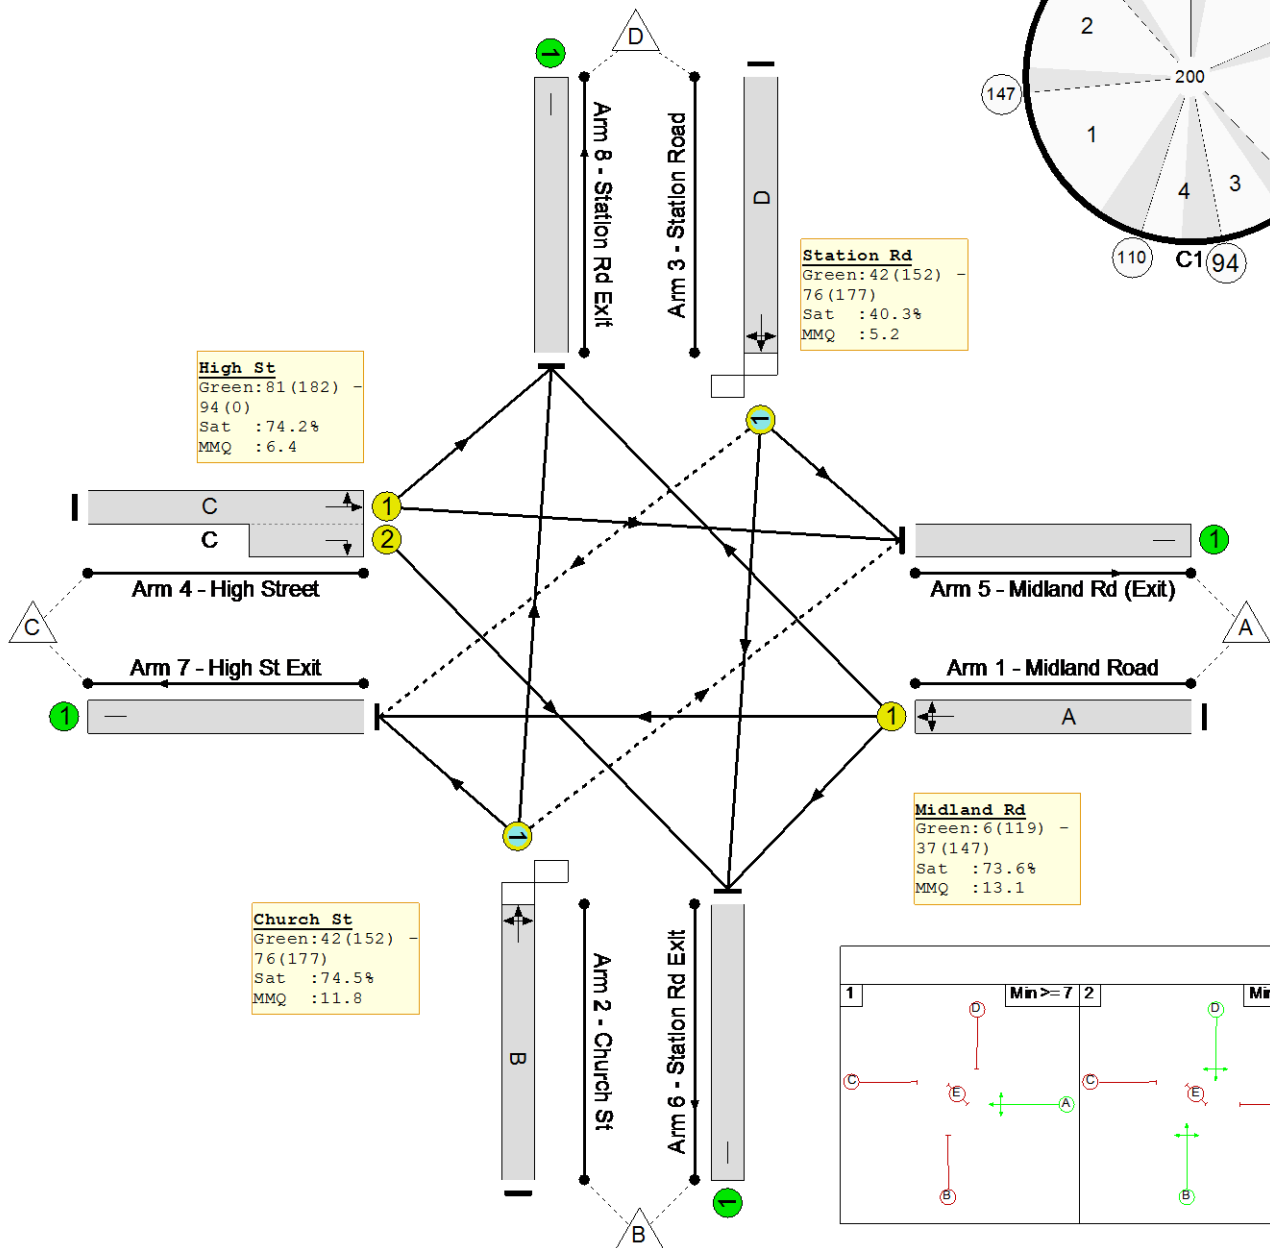 D
1
Arm 8 - Station Rd Exit
Arm 3 - Station Road
D
2
200
147
1
4
3
110
C1
94
Station Rd
Green:42(152) -
76(177)
Sat :40.3%
MMQ :5.2
High St
Green:81(182) -
94(0)
Sat :74.2%
MMQ :6.4
1
C
1
C
2
1
Arm 4 - High Street
Arm 5 - Midland Rd (Exit)
C
A
Arm 7 - High St Exit
Arm 1 - Midland Road
1
1
A
Midland Rd
Green:6(119) -
37(147)
Sat :73.6%
MMQ :13.1
1
Church St
Green:42(152) -
76(177)
Sat :74.5%
MMQ :11.8
B
Arm 2 - Church St
Arm 6 - Station Rd Exit
1
B
1
Min >= 7
2
D
C
E
A
B
D
C
E
B